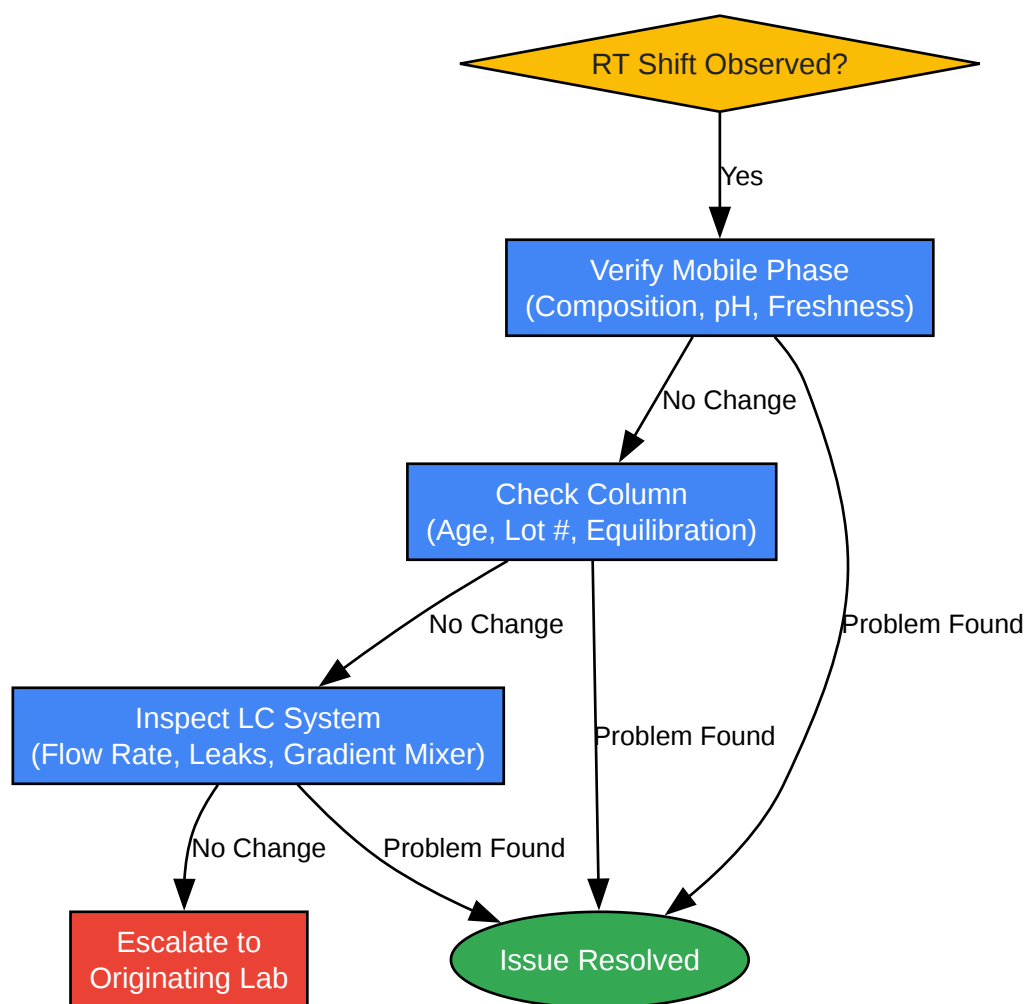 RT Shift Observed?
Yes
Verify Mobile Phase
(Composition, pH, Freshness)
No Change
Check Column
(Age, Lot #, Equilibration)
No Change
Problem Found
Inspect LC System
(Flow Rate, Leaks, Gradient Mixer)
Problem Found
No Change
Problem Found
Escalate to
Originating Lab
Issue Resolved